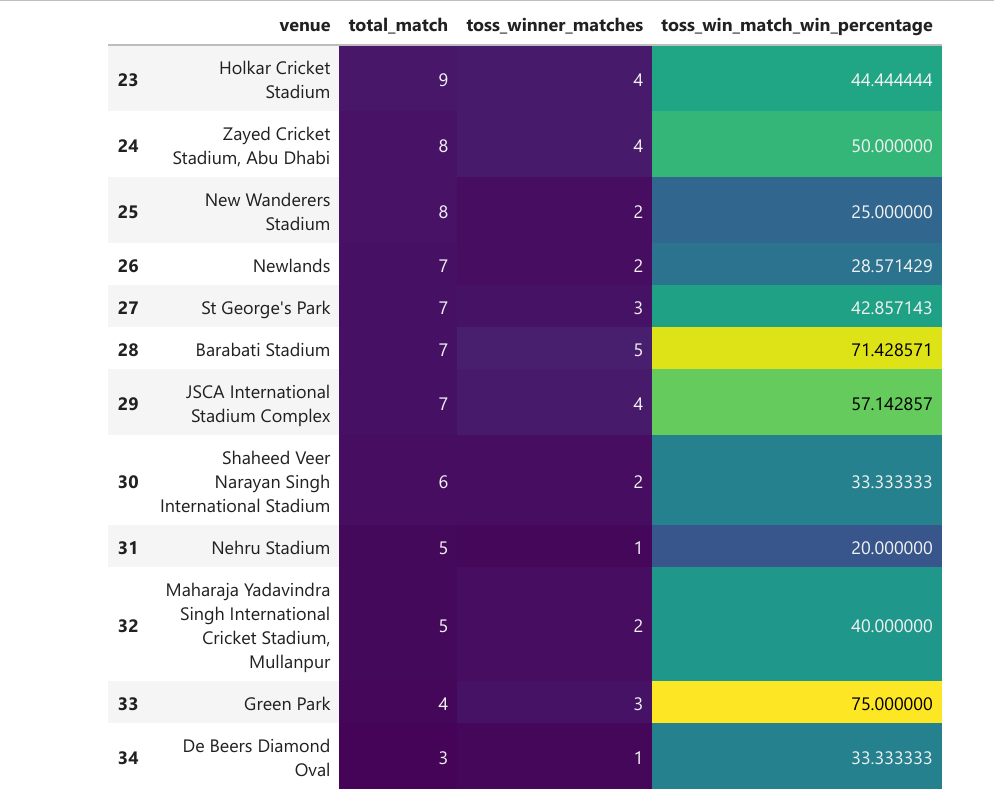 venue total_match toss_winner_matches toss_win_match_win_percentage
23 Holkar Cricket Stadium 9 4 44.444444
24 Zayed Cricket Stadium, Abu Dhabi 8 4 50.000000
25 New Wanderers Stadium 8 2 25.000000
26 Newlands 7 2 28.571429
27 St George's Park 7 3 42.857143
28 Barabati Stadium 7 5 71.428571
29 JSCA International Stadium Complex 7 4 57.142857
30 Shaheed Veer Narayan Singh International Stadium 6 2 33.333333
31 Nehru Stadium 5 1 20.000000
32 Maharaja Yadavindra Singh International Cricket Stadium, Mullanpur 5 2 40.000000
33 Green Park 4 3 75.000000
34 De Beers Diamond Oval 3 1 33.333333